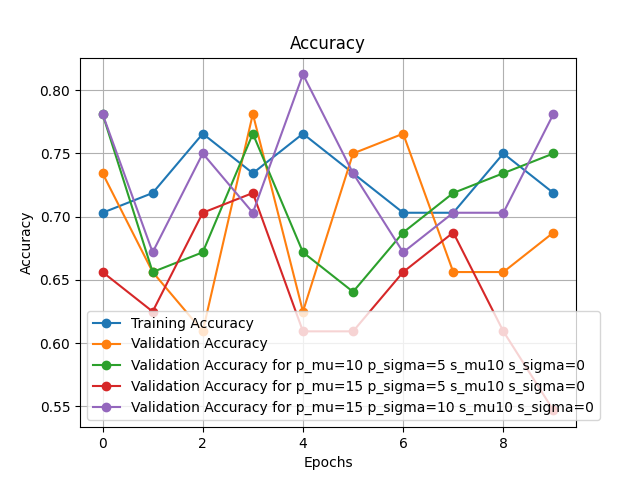 Accuracy
0.80
0.75
0.70
0.65
0.60
0.55
Accuracy
Training Accuracy
Validation Accuracy
Validation Accuracy for p_mu=10 p_sigma=5 s_mu10 s_sigma=0
Validation Accuracy for p_mu=15 p_sigma=5 s_mu10 s_sigma=0
Validation Accuracy for p_mu=15 p_sigma=10 s_mu10 s_sigma=0
0 2 4 6 8
Epochs